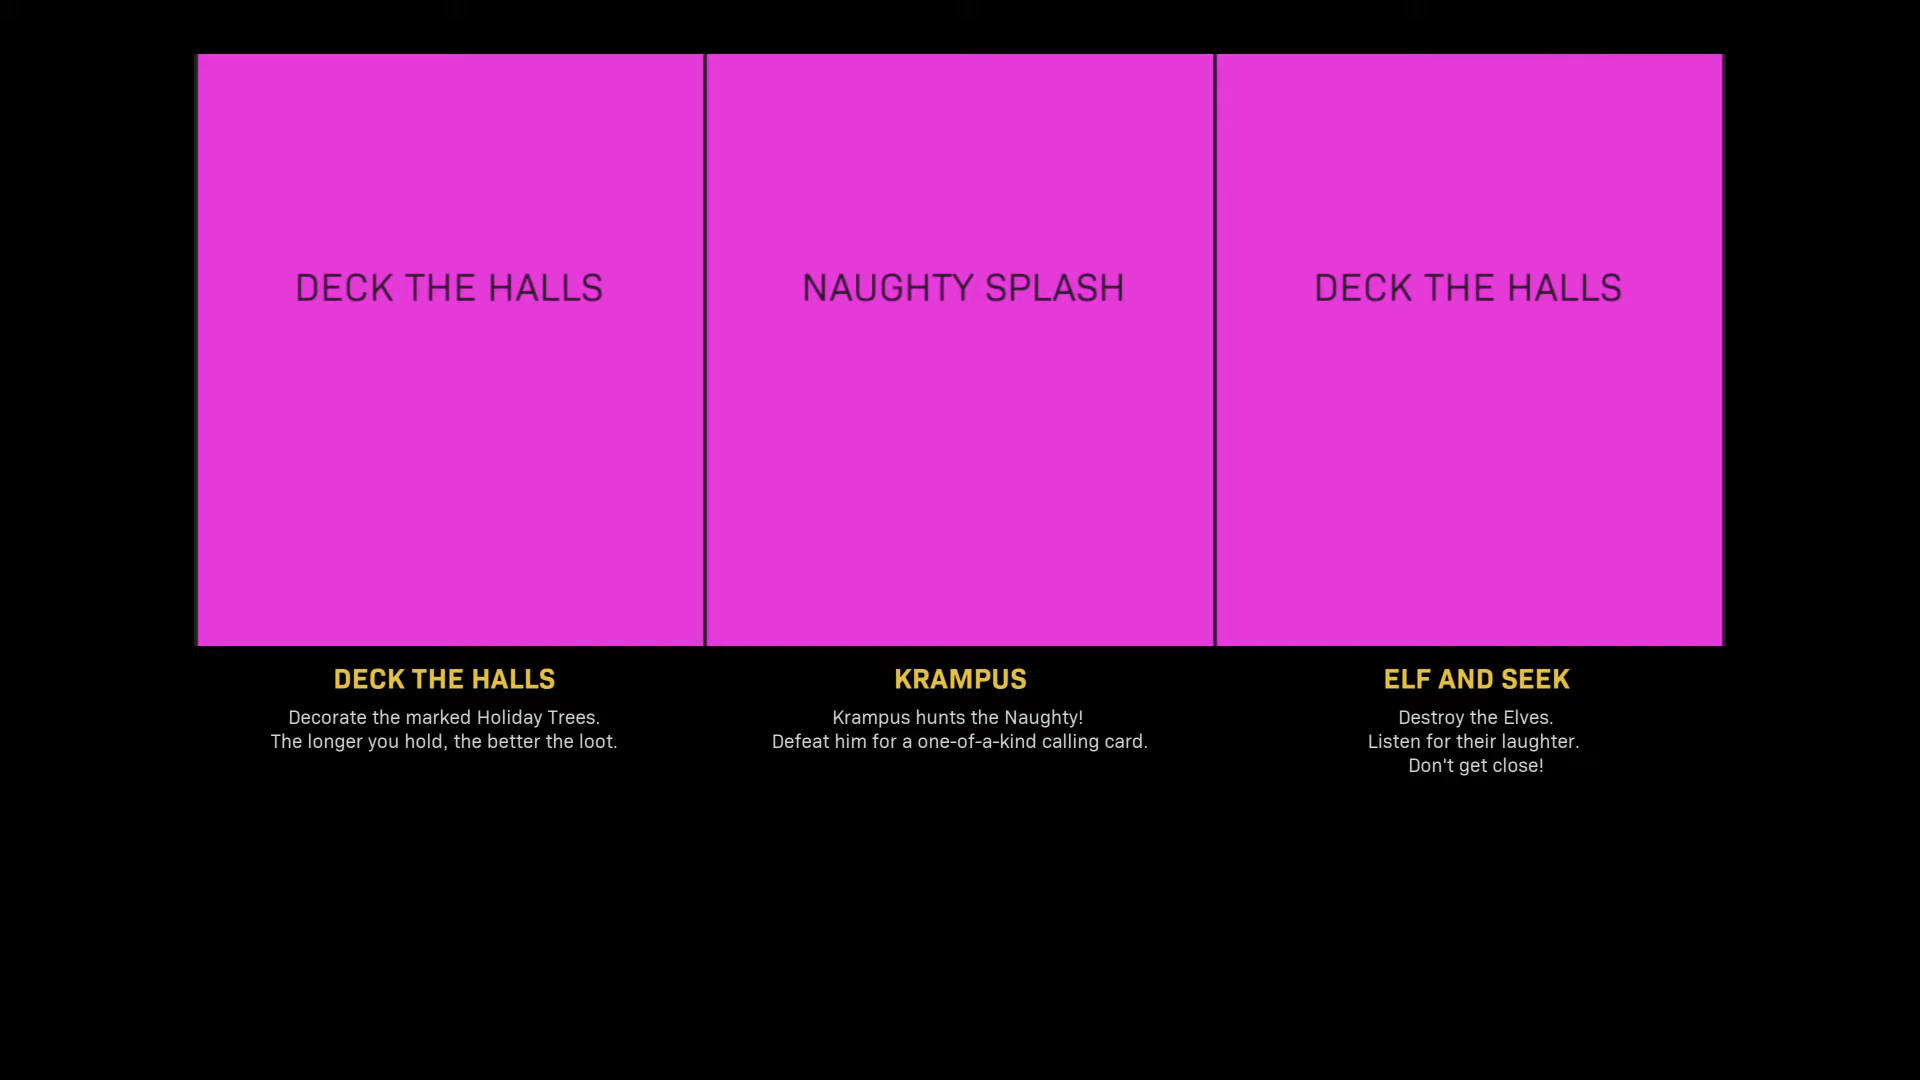 DECK THE HALLS
NAUGHTY SPLASH
DECK THE HALLS
DECK THE HALLS
Decorate the marked Holiday Trees.
The longer you hold, the better the loot.
KRAMPUS
Krampus hunts the Naughty!
Defeat him for a one-of-a-kind calling card.
ELF AND SEEK
Destroy the Elves.
Listen for their laughter.
Don't get close!